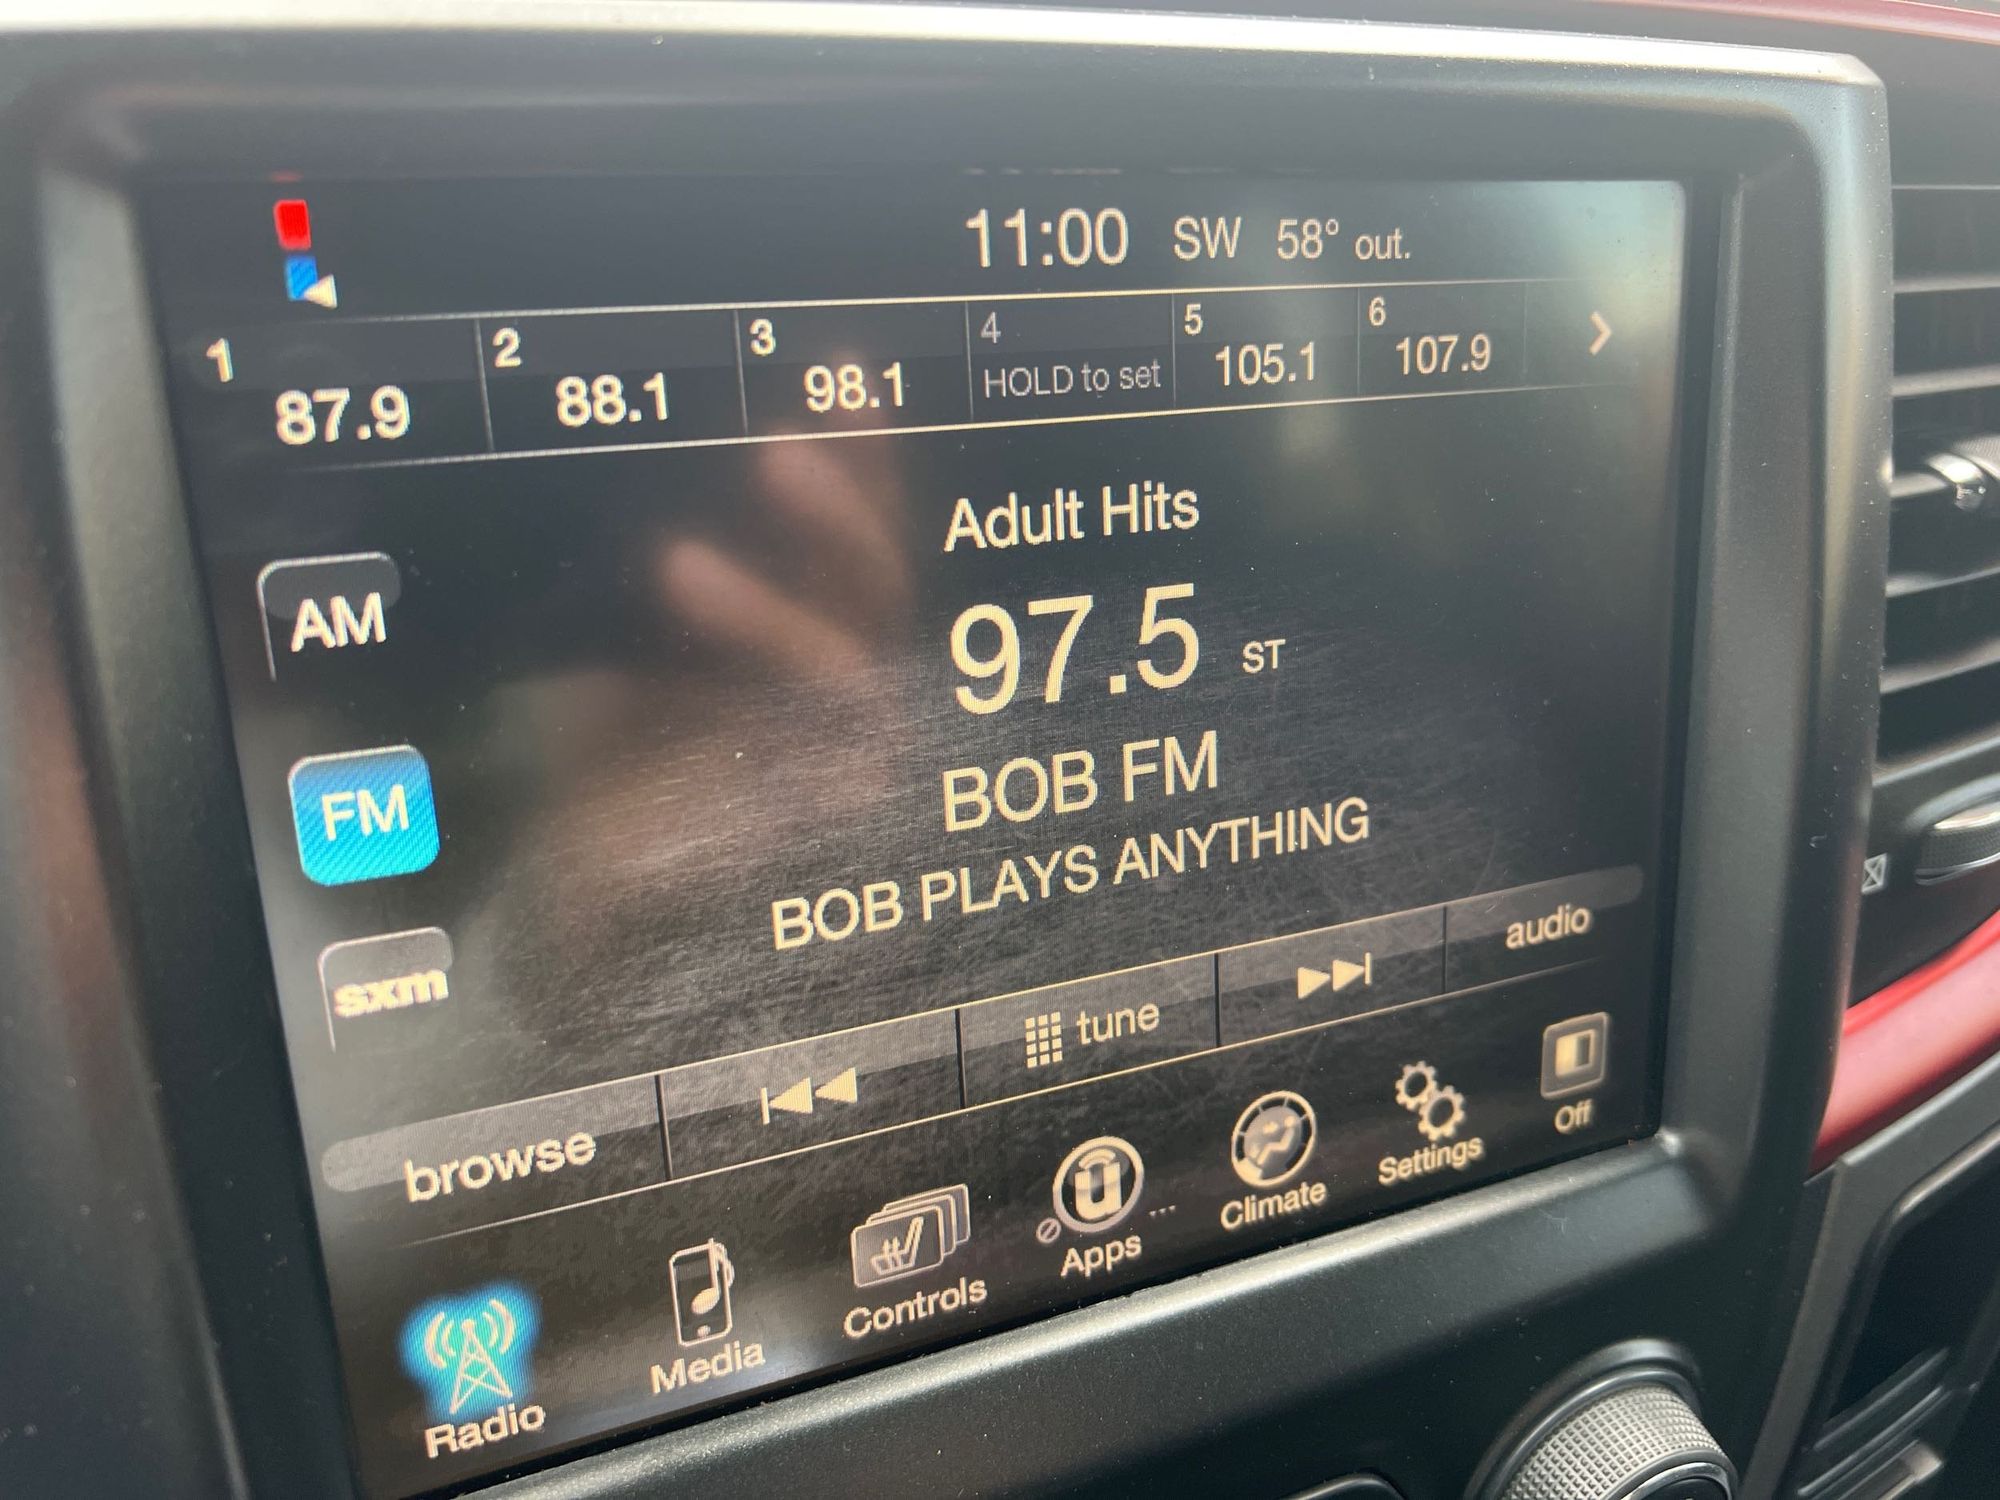 11:00 SW 58° out.
1 87.9 2 88.1 3 98.1 4 HOLD to set 5 105.1 6 107.9
Adult Hits
AM
97.5 ST
FM
BOB FM
BOB PLAYS ANYTHING
sxm
browse tune audio
Radio Media Controls Apps ... Climate Settings Off